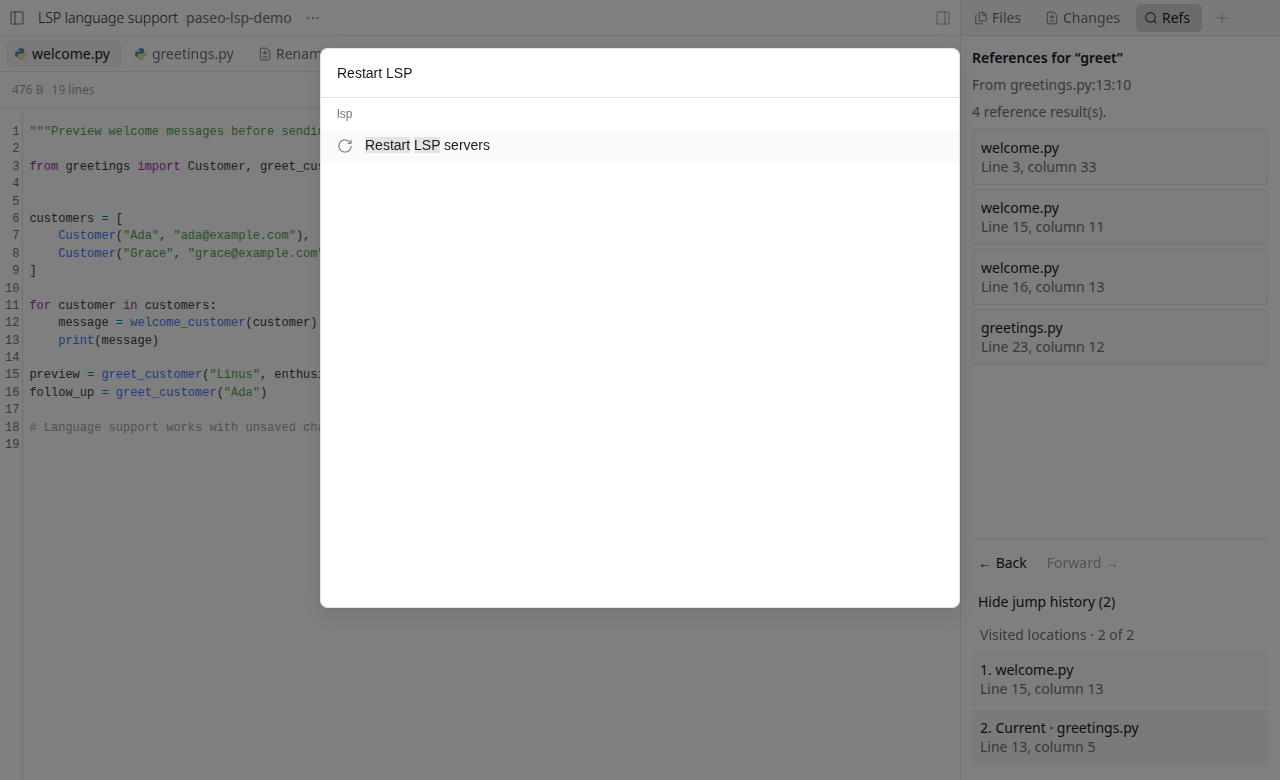 LSP language support paseo-lsp-demo ···
Files
Changes
Refs
welcome.py
greetings.py
Renam
476 B 19 lines
Restart LSP
lsp
Restart LSP servers
1 """Preview welcome messages before sendin
2
3 from greetings import Customer, greet_cus
4
5
6 customers = [
7 Customer("Ada", "ada@example.com"),
8 Customer("Grace", "grace@example.com"
9 ]
10
11 for customer in customers:
12 message = welcome_customer(customer)
13 print(message)
14
15 preview = greet_customer("Linus", enthusi
16 follow_up = greet_customer("Ada")
17
18 # Language support works with unsaved cha
19
References for “greet”
From greetings.py:13:10
4 reference result(s).
welcome.py
Line 3, column 33
welcome.py
Line 15, column 11
welcome.py
Line 16, column 13
greetings.py
Line 23, column 12
← Back Forward →
Hide jump history (2)
Visited locations · 2 of 2
1. welcome.py
Line 15, column 13
2. Current · greetings.py
Line 13, column 5